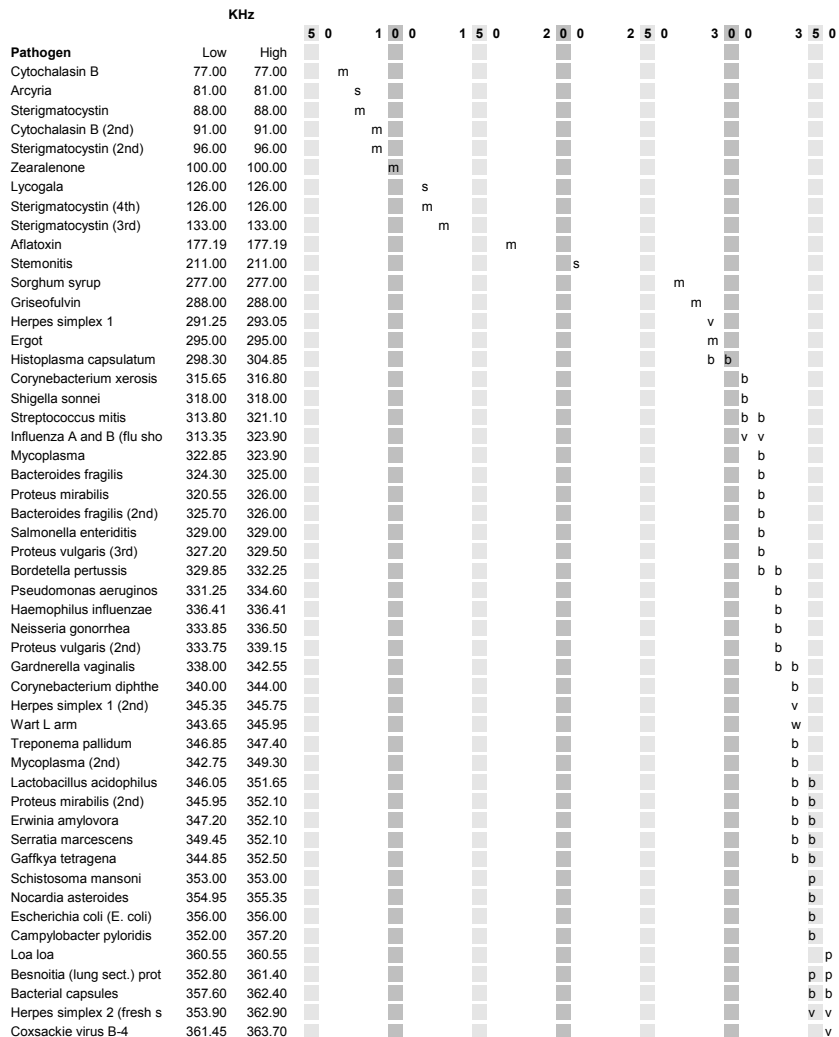 KHz
5 0 1 0 0 1 5 0 2 0 0 2 5 0 3 0 0 3 5 0
Pathogen Low High
Cytochalasin B 77.00 77.00 m
Arcyria 81.00 81.00 s
Sterigmatocystin 88.00 88.00 m
Cytochalasin B (2nd) 91.00 91.00 m
Sterigmatocystin (2nd) 96.00 96.00 m
Zearalenone 100.00 100.00 m
Lycogala 126.00 126.00 s
Sterigmatocystin (4th) 126.00 126.00 m
Sterigmatocystin (3rd) 133.00 133.00 m
Aflatoxin 177.19 177.19 m
Stemonitis 211.00 211.00 s
Sorghum syrup 277.00 277.00 m
Griseofulvin 288.00 288.00 m
Herpes simplex 1 291.25 293.05 v
Ergot 295.00 295.00 m
Histoplasma capsulatum 298.30 304.85 b b
Corynebacterium xerosis 315.65 316.80 b
Shigella sonnei 318.00 318.00 b
Streptococcus mitis 313.80 321.10 b b
Influenza A and B (flu sho 313.35 323.90 v v
Mycoplasma 322.85 323.90 b
Bacteroides fragilis 324.30 325.00 b
Proteus mirabilis 320.55 326.00 b
Bacteroides fragilis (2nd) 325.70 326.00 b
Salmonella enteriditis 329.00 329.00 b
Proteus vulgaris (3rd) 327.20 329.50 b
Bordetella pertussis 329.85 332.25 b b
Pseudomonas aeruginos 331.25 334.60 b
Haemophilus influenzae 336.41 336.41 b
Neisseria gonorrhea 333.85 336.50 b
Proteus vulgaris (2nd) 333.75 339.15 b
Gardnerella vaginalis 338.00 342.55 b b
Corynebacterium diphthe 340.00 344.00 b
Herpes simplex 1 (2nd) 345.35 345.75 v
Wart L arm 343.65 345.95 w
Treponema pallidum 346.85 347.40 b
Mycoplasma (2nd) 342.75 349.30 b
Lactobacillus acidophilus 346.05 351.65 b b
Proteus mirabilis (2nd) 345.95 352.10 b b
Erwinia amylovora 347.20 352.10 b b
Serratia marcescens 349.45 352.10 b b
Gaffkya tetragena 344.85 352.50 b b
Schistosoma mansoni 353.00 353.00 p
Nocardia asteroides 354.95 355.35 b
Escherichia coli (E. coli) 356.00 356.00 b
Campylobacter pyloridis 352.00 357.20 b
Loa loa 360.55 360.55 p
Besnoitia (lung sect.) prot 352.80 361.40 p p
Bacterial capsules 357.60 362.40 b b
Herpes simplex 2 (fresh s 353.90 362.90 v v
Coxsackie virus B-4 361.45 363.70 v